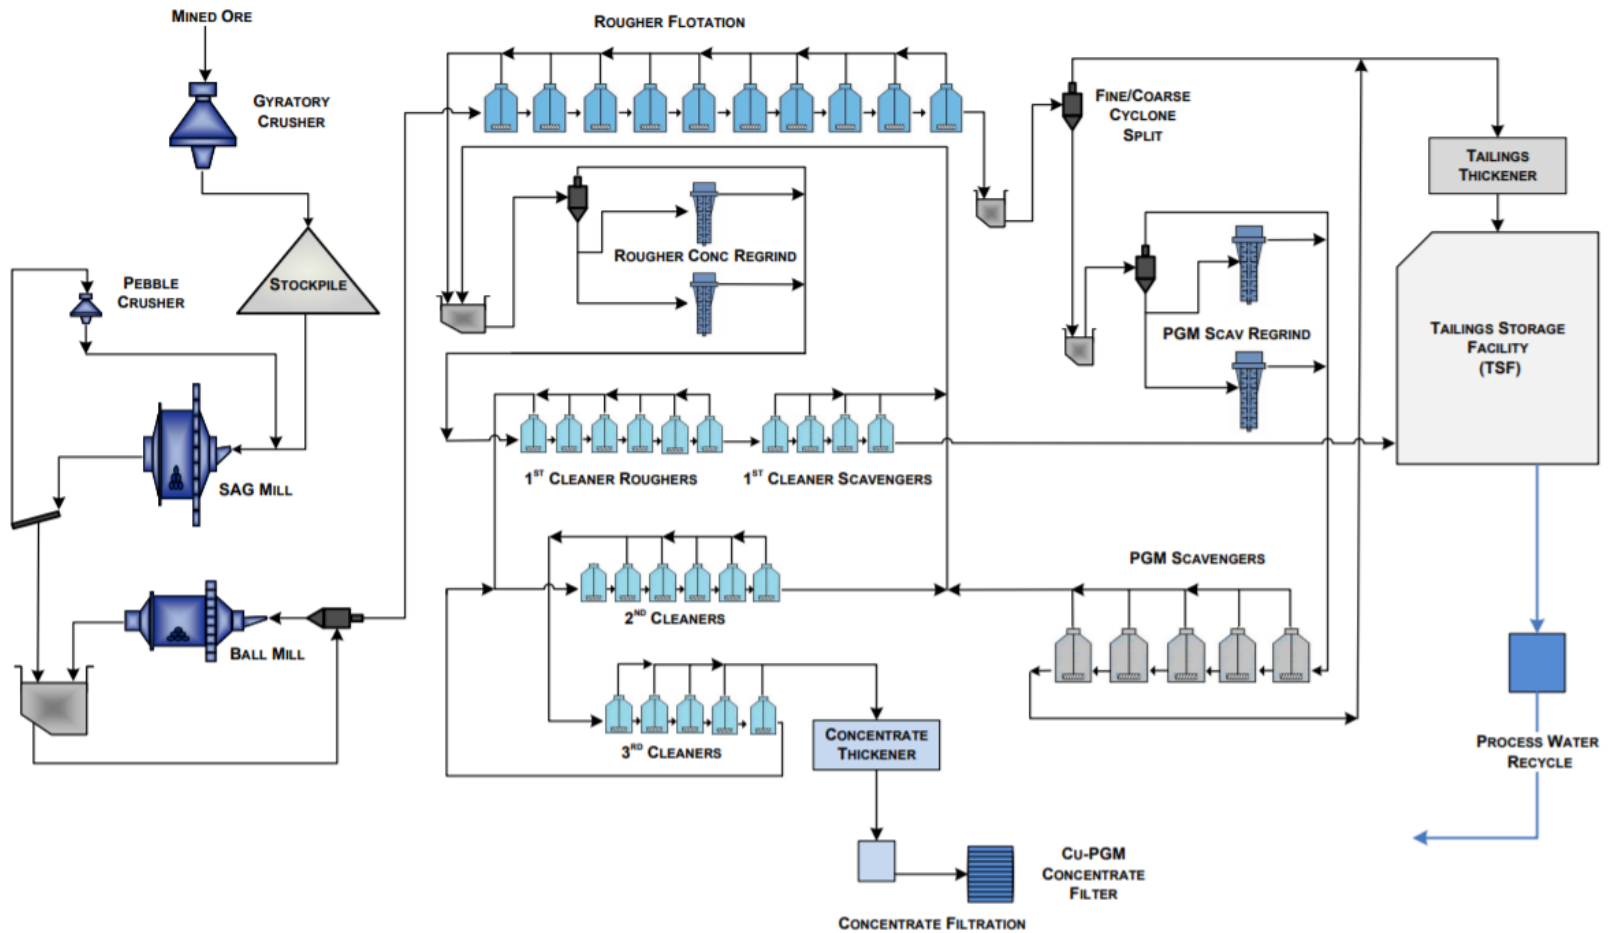 MINED ORE
ROUGHER FLOTATION
GYRATORY
CRUSHER
FINE/COARSE
CYCLONE
SPLIT
TAILINGS
THICKENER
PEBBLE
CRUSHER
STOCKPILE
ROUGHER CONC REGRIND
PGM SCAV REGRIND
TAILINGS STORAGE
FACILITY
(TSF)
SAG MILL
1ST CLEANER ROUGHERS
1ST CLEANER SCAVENGERS
PGM SCAVENGERS
2ND CLEANERS
BALL MILL
3RD CLEANERS
CONCENTRATE
THICKENER
PROCESS WATER
RECYCLE
CU-PGM
CONCENTRATE
FILTER
CONCENTRATE FILTRATION